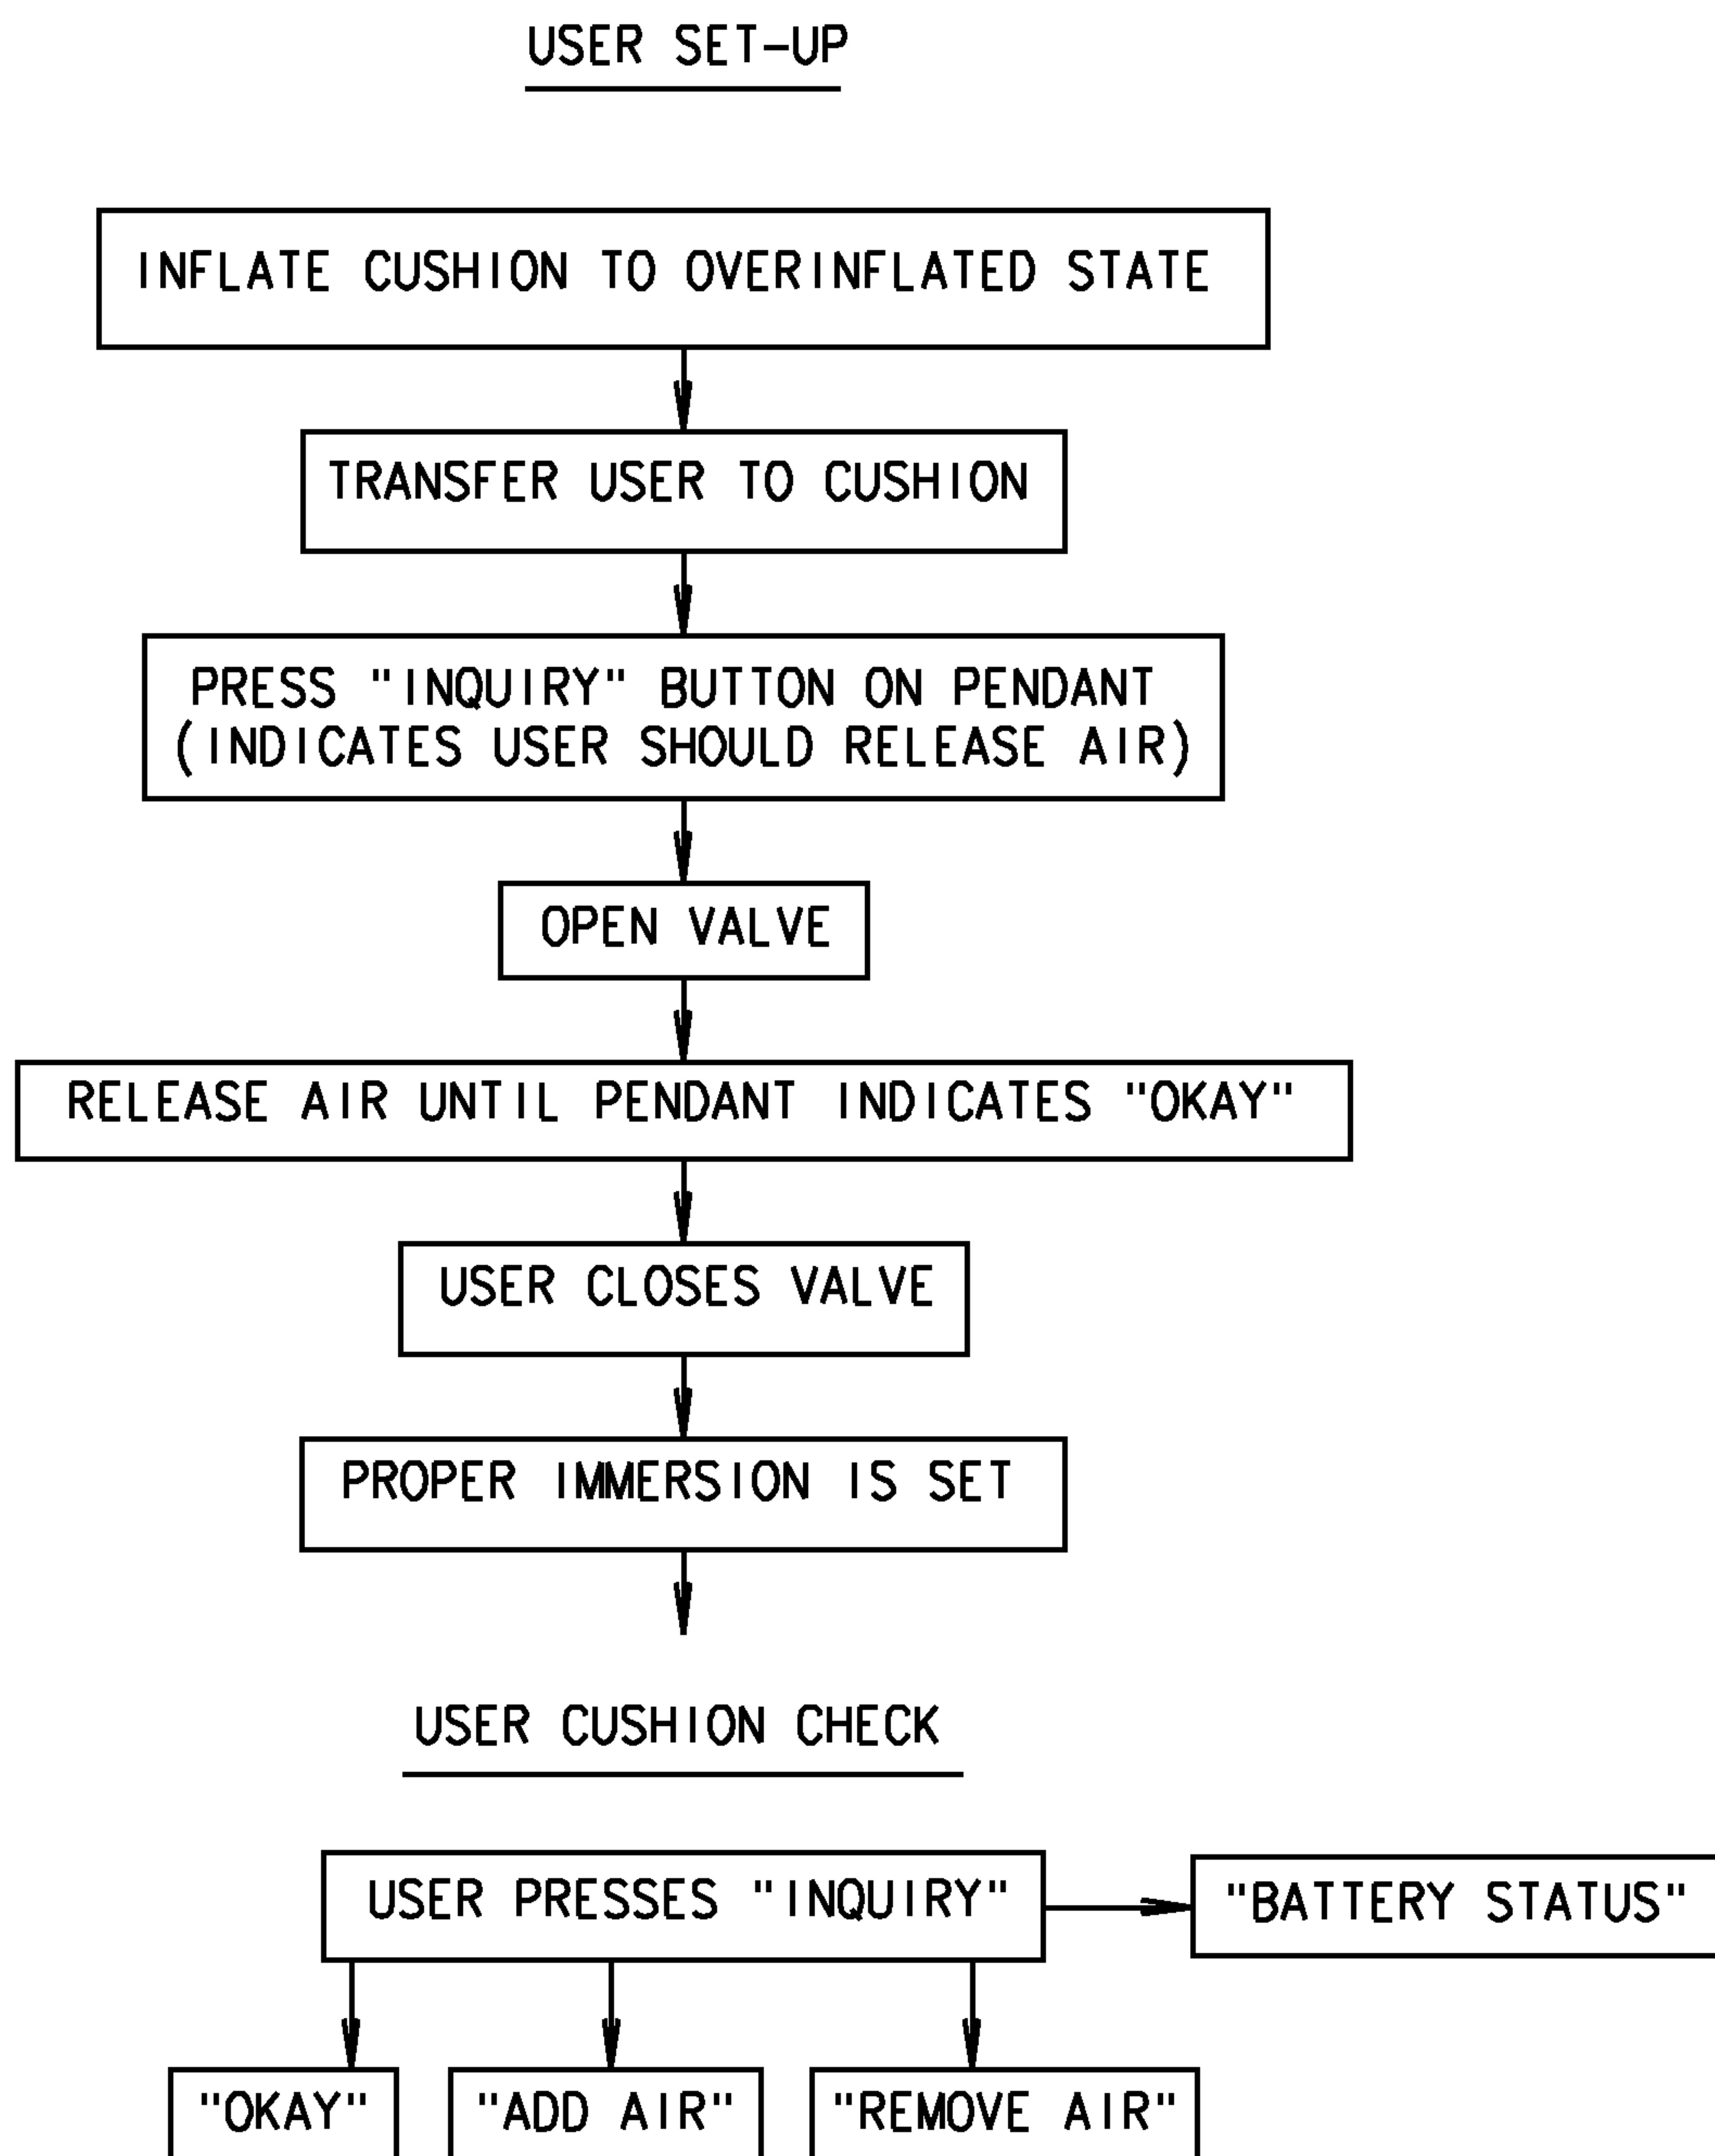 USER SET-UP
INFLATE CUSHION TO OVERINFLATED STATE
TRANSFER USER TO CUSHION
PRESS "INQUIRY" BUTTON ON PENDANT
(INDICATES USER SHOULD RELEASE AIR)
OPEN VALVE
RELEASE AIR UNTIL PENDANT INDICATES "OKAY"
USER CLOSES VALVE
PROPER IMMERSION IS SET
USER CUSHION CHECK
USER PRESSES "INQUIRY"
"BATTERY STATUS"
"OKAY"
"ADD AIR"
"REMOVE AIR"